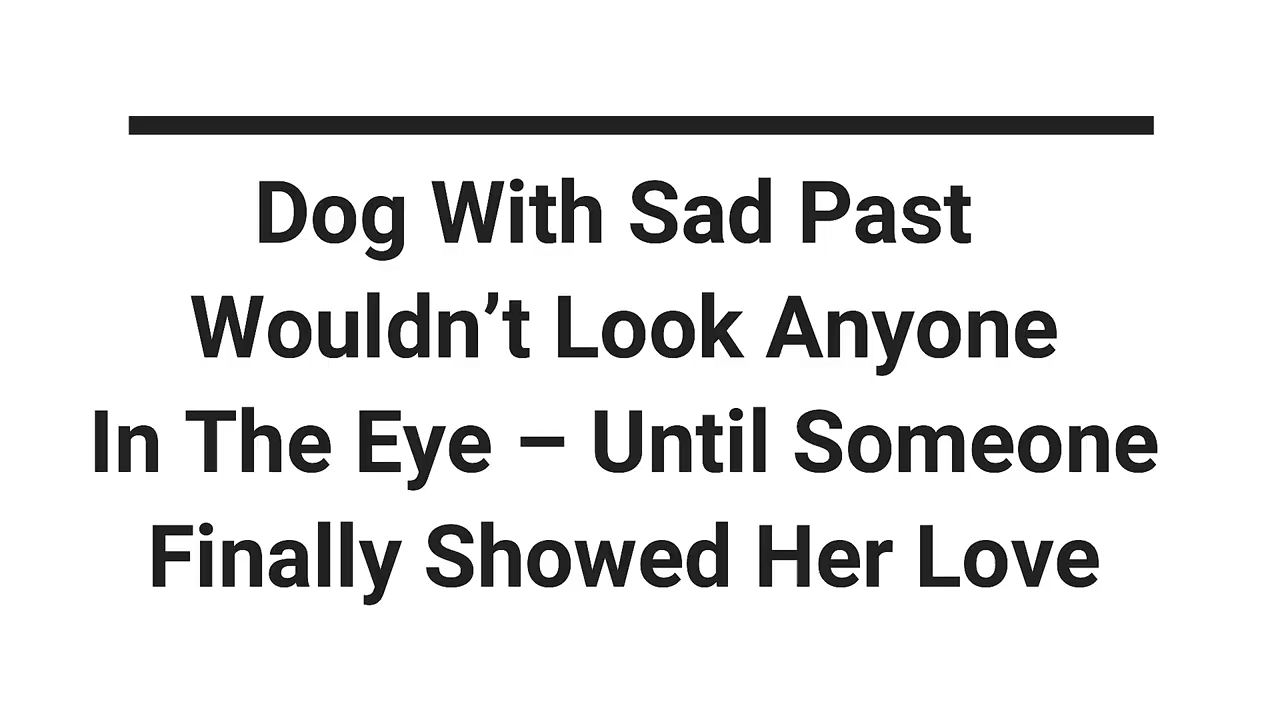 Dog With Sad Past
Wouldn’t Look Anyone
In The Eye – Until Someone
Finally Showed Her Love